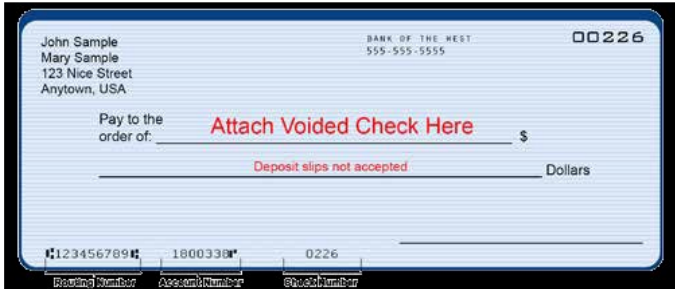 John Sample
Mary Sample
123 Nice Street
Anytown, USA
BANK OF THE WEST
555-555-5555
00226
Pay to the
order of:
Attach Voided Check Here
$
Deposit slips not accepted
Dollars
⑆123456789⑆ 1800338⑈ 0226
Routing Number Account Number Check Number